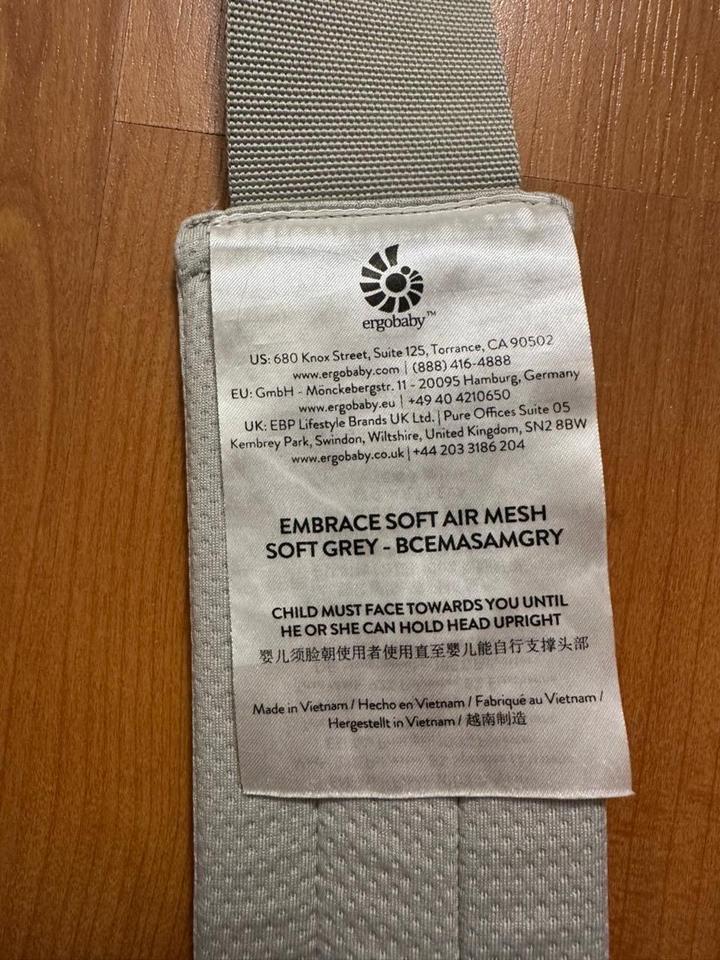 ergobaby™
US: 680 Knox Street, Suite 125, Torrance, CA 90502
www.ergobaby.com | (888) 416-4888
EU: GmbH - Mönckebergstr. 11 - 20095 Hamburg, Germany
www.ergobaby.eu | +49 40 4210650
UK: EBP Lifestyle Brands UK Ltd. | Pure Offices Suite 05
Kembrey Park, Swindon, Wiltshire, United Kingdom, SN2 8BW
www.ergobaby.co.uk | +44 203 3186 204
EMBRACE SOFT AIR MESH
SOFT GREY - BCEMASAMGRY
CHILD MUST FACE TOWARDS YOU UNTIL
HE OR SHE CAN HOLD HEAD UPRIGHT
婴儿须脸朝使用者使用直至婴儿能自行支撑头部
Made in Vietnam / Hecho en Vietnam / Fabriqué au Vietnam /
Hergestellt in Vietnam / 越南制造